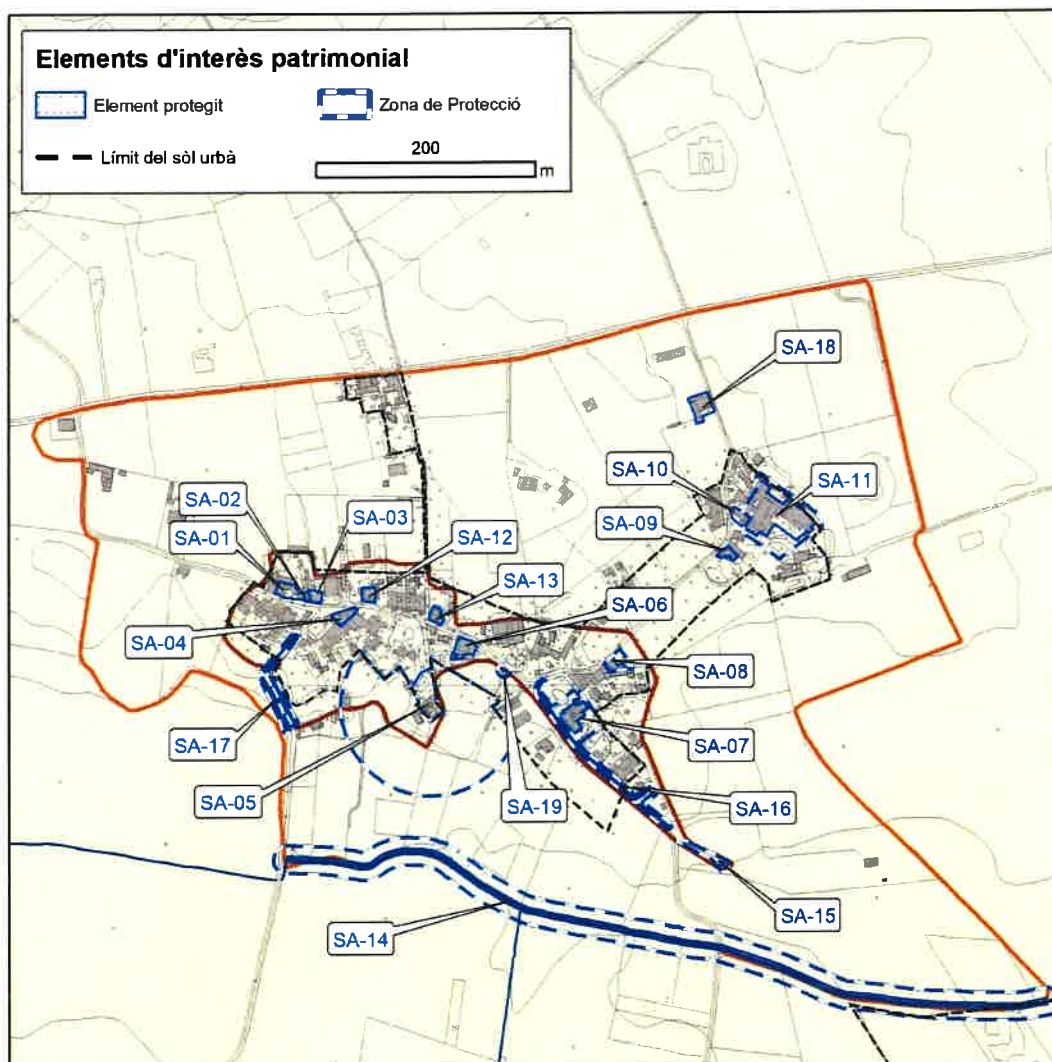 Elements d'interès patrimonial
Element protegit
Zona de Protecció
Límit del sòl urbà
200
m
SA-18
SA-10
SA-11
SA-02
SA-03
SA-01
SA-12
SA-09
SA-13
SA-04
SA-06
SA-08
SA-17
SA-07
SA-05
SA-19
SA-16
SA-15
SA-14